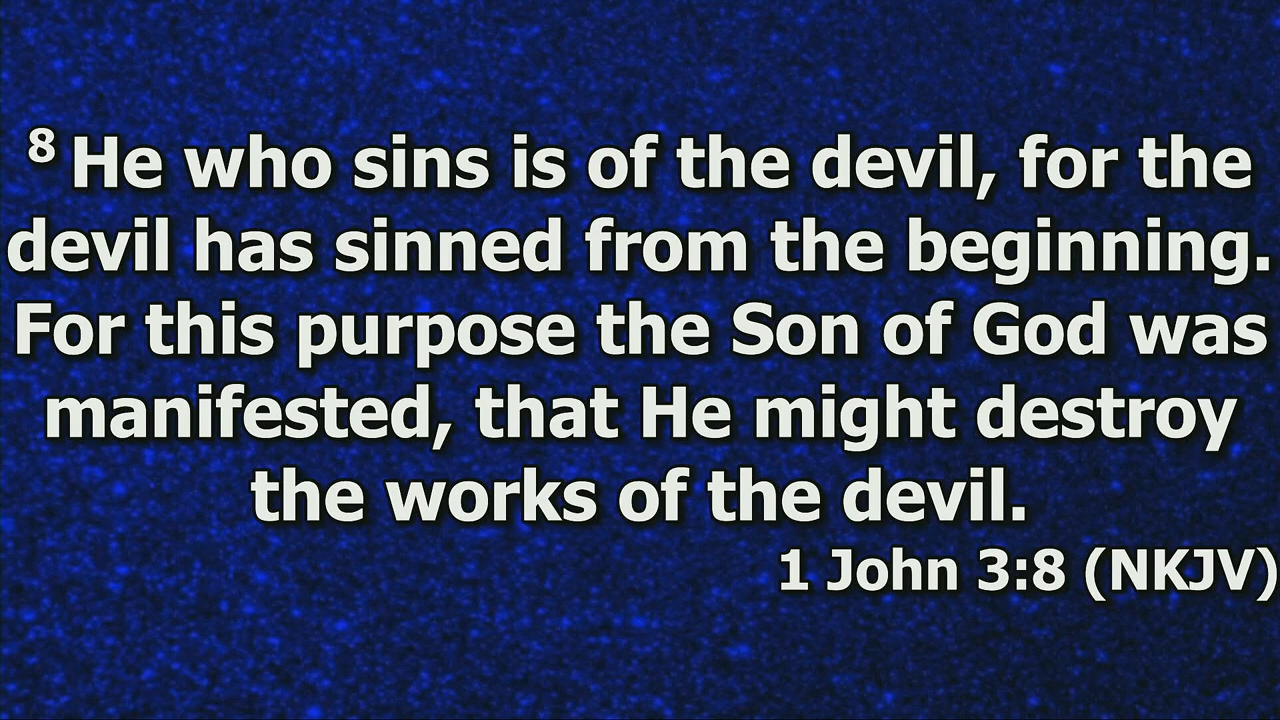 8 He who sins is of the devil, for the
devil has sinned from the beginning.
For this purpose the Son of God was
manifested, that He might destroy
the works of the devil.
1 John 3:8 (NKJV)